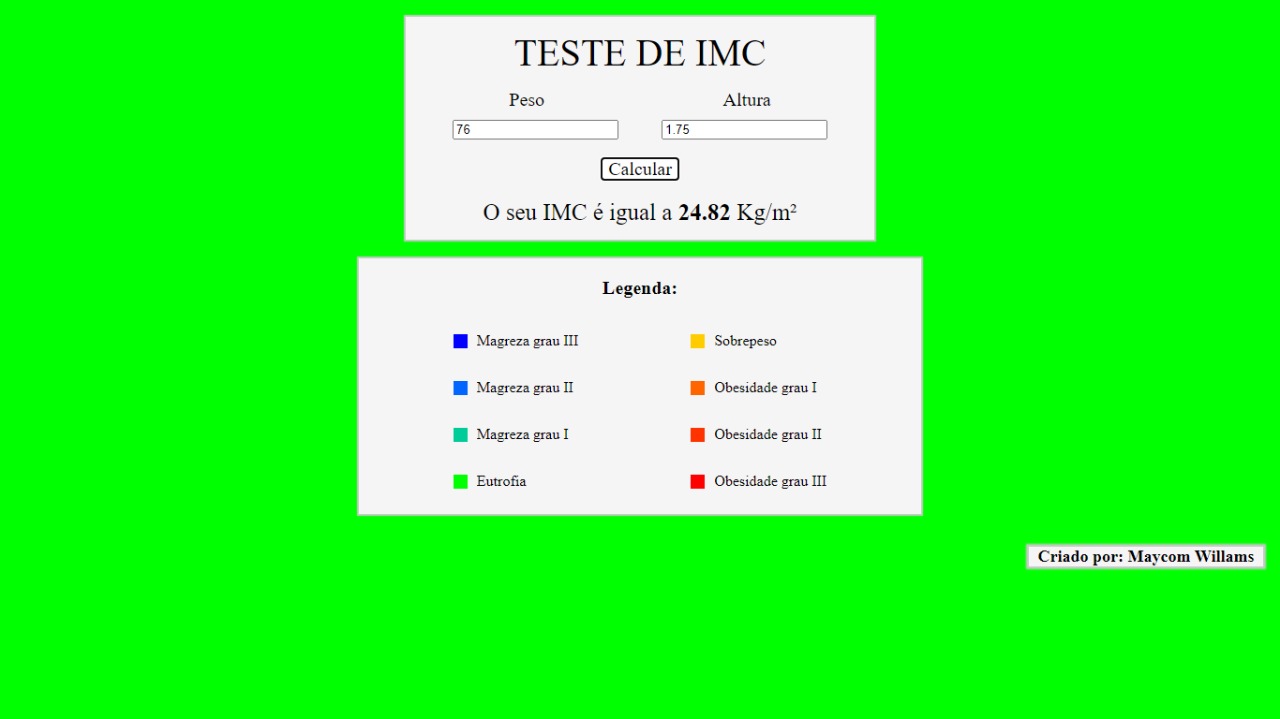 TESTE DE IMC
Peso Altura
76 1.75
Calcular
O seu IMC é igual a 24.82 Kg/m²
Legenda:
Magreza grau III Sobrepeso
Magreza grau II Obesidade grau I
Magreza grau I Obesidade grau II
Eutrofia Obesidade grau III
Criado por: Maycom Willams